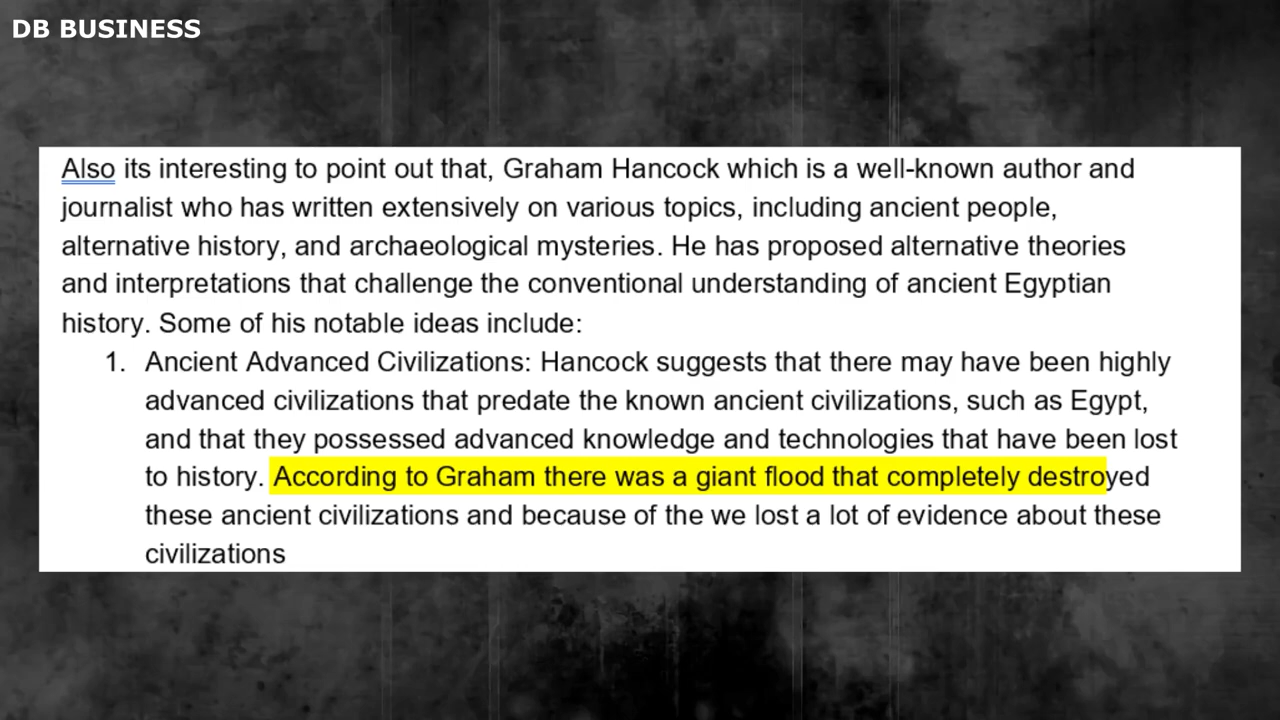 DB BUSINESS
Also its interesting to point out that, Graham Hancock which is a well-known author and
journalist who has written extensively on various topics, including ancient people,
alternative history, and archaeological mysteries. He has proposed alternative theories
and interpretations that challenge the conventional understanding of ancient Egyptian
history. Some of his notable ideas include:
1. Ancient Advanced Civilizations: Hancock suggests that there may have been highly
advanced civilizations that predate the known ancient civilizations, such as Egypt,
and that they possessed advanced knowledge and technologies that have been lost
to history. According to Graham there was a giant flood that completely destroyed
these ancient civilizations and because of the we lost a lot of evidence about these
civilizations